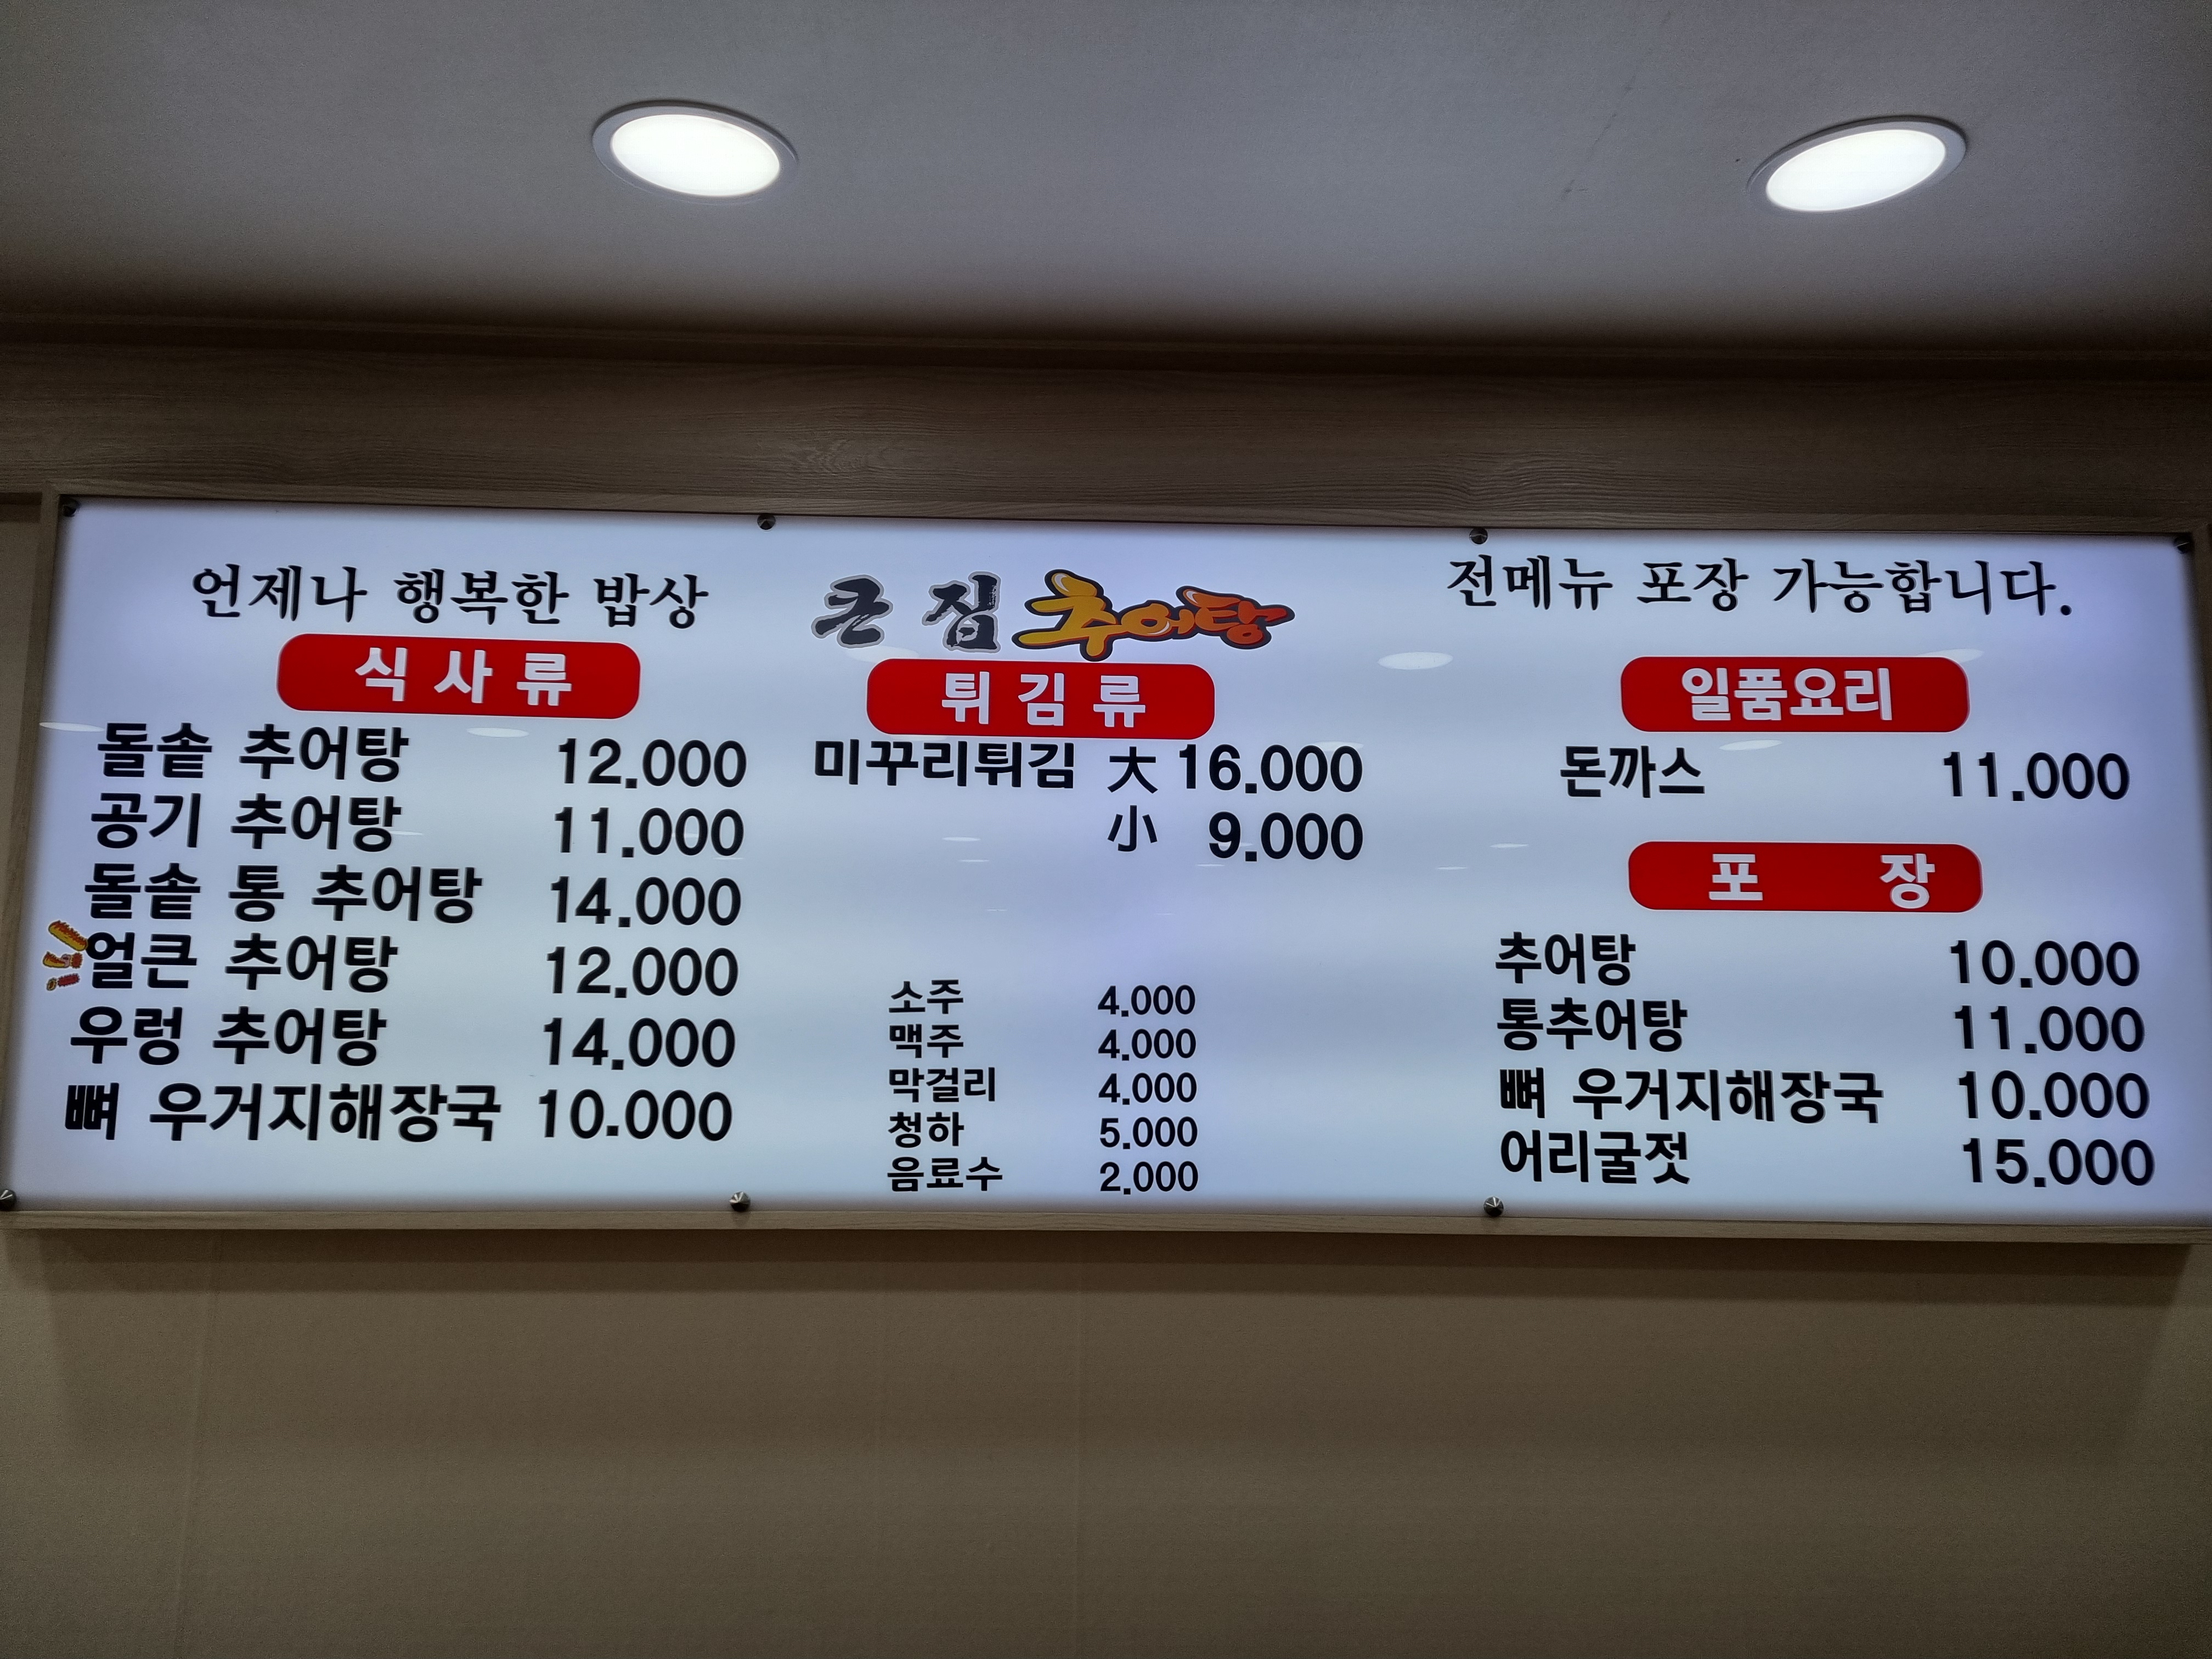 언제나 행복한 밥상
식사류
돌솥 추어탕 12.000
공기 추어탕 11.000
돌솥 통 추어탕 14.000
얼큰 추어탕 12.000
우렁 추어탕 14.000
뼈 우거지해장국 10.000
큰집 추어탕
튀김류
미꾸리튀김 大 16.000
小 9.000
소주 4.000
맥주 4.000
막걸리 4.000
청하 5.000
음료수 2.000
전메뉴 포장 가능합니다.
일품요리
돈까스 11.000
포장
추어탕 10.000
통추어탕 11.000
뼈 우거지해장국 10.000
어리굴젓 15.000